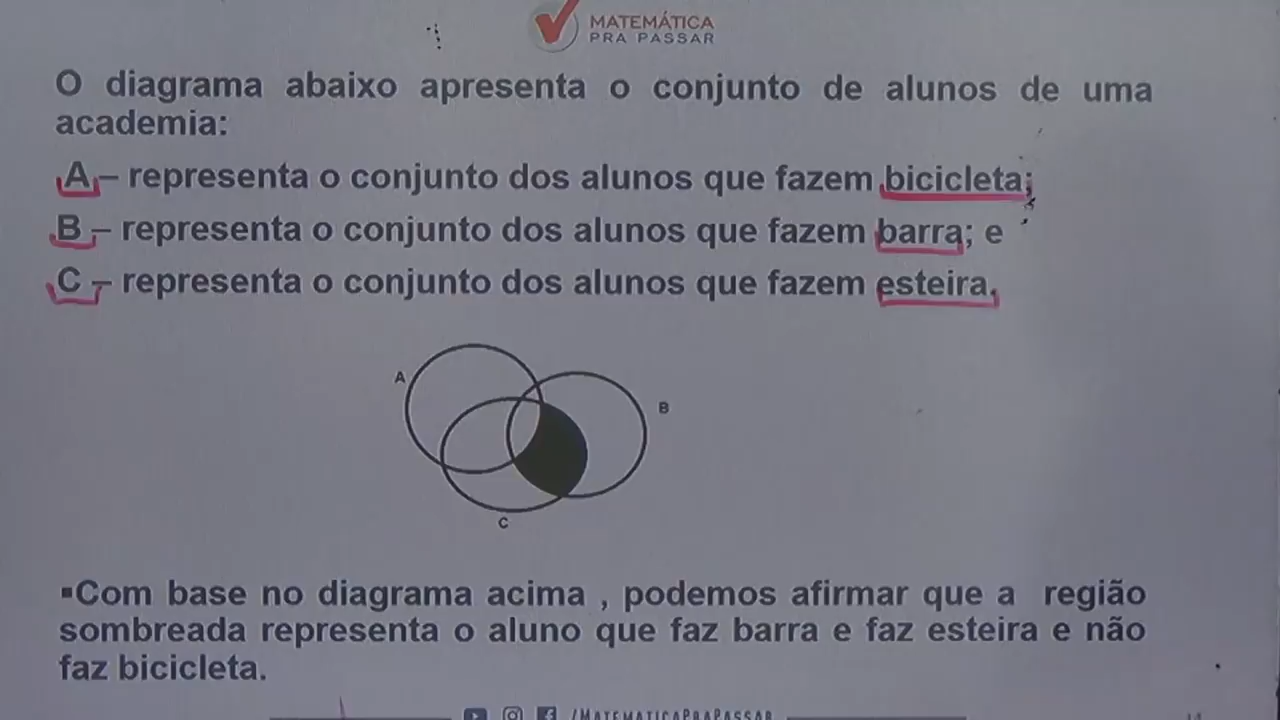 MATEMÁTICA
PRA PASSAR
O diagrama abaixo apresenta o conjunto de alunos de uma
academia:
A – representa o conjunto dos alunos que fazem bicicleta;
B – representa o conjunto dos alunos que fazem barra; e
C – representa o conjunto dos alunos que fazem esteira.
A
B
C
▪Com base no diagrama acima , podemos afirmar que a região
sombreada representa o aluno que faz barra e faz esteira e não
faz bicicleta.
/MATEMATICAPRAPASSAR